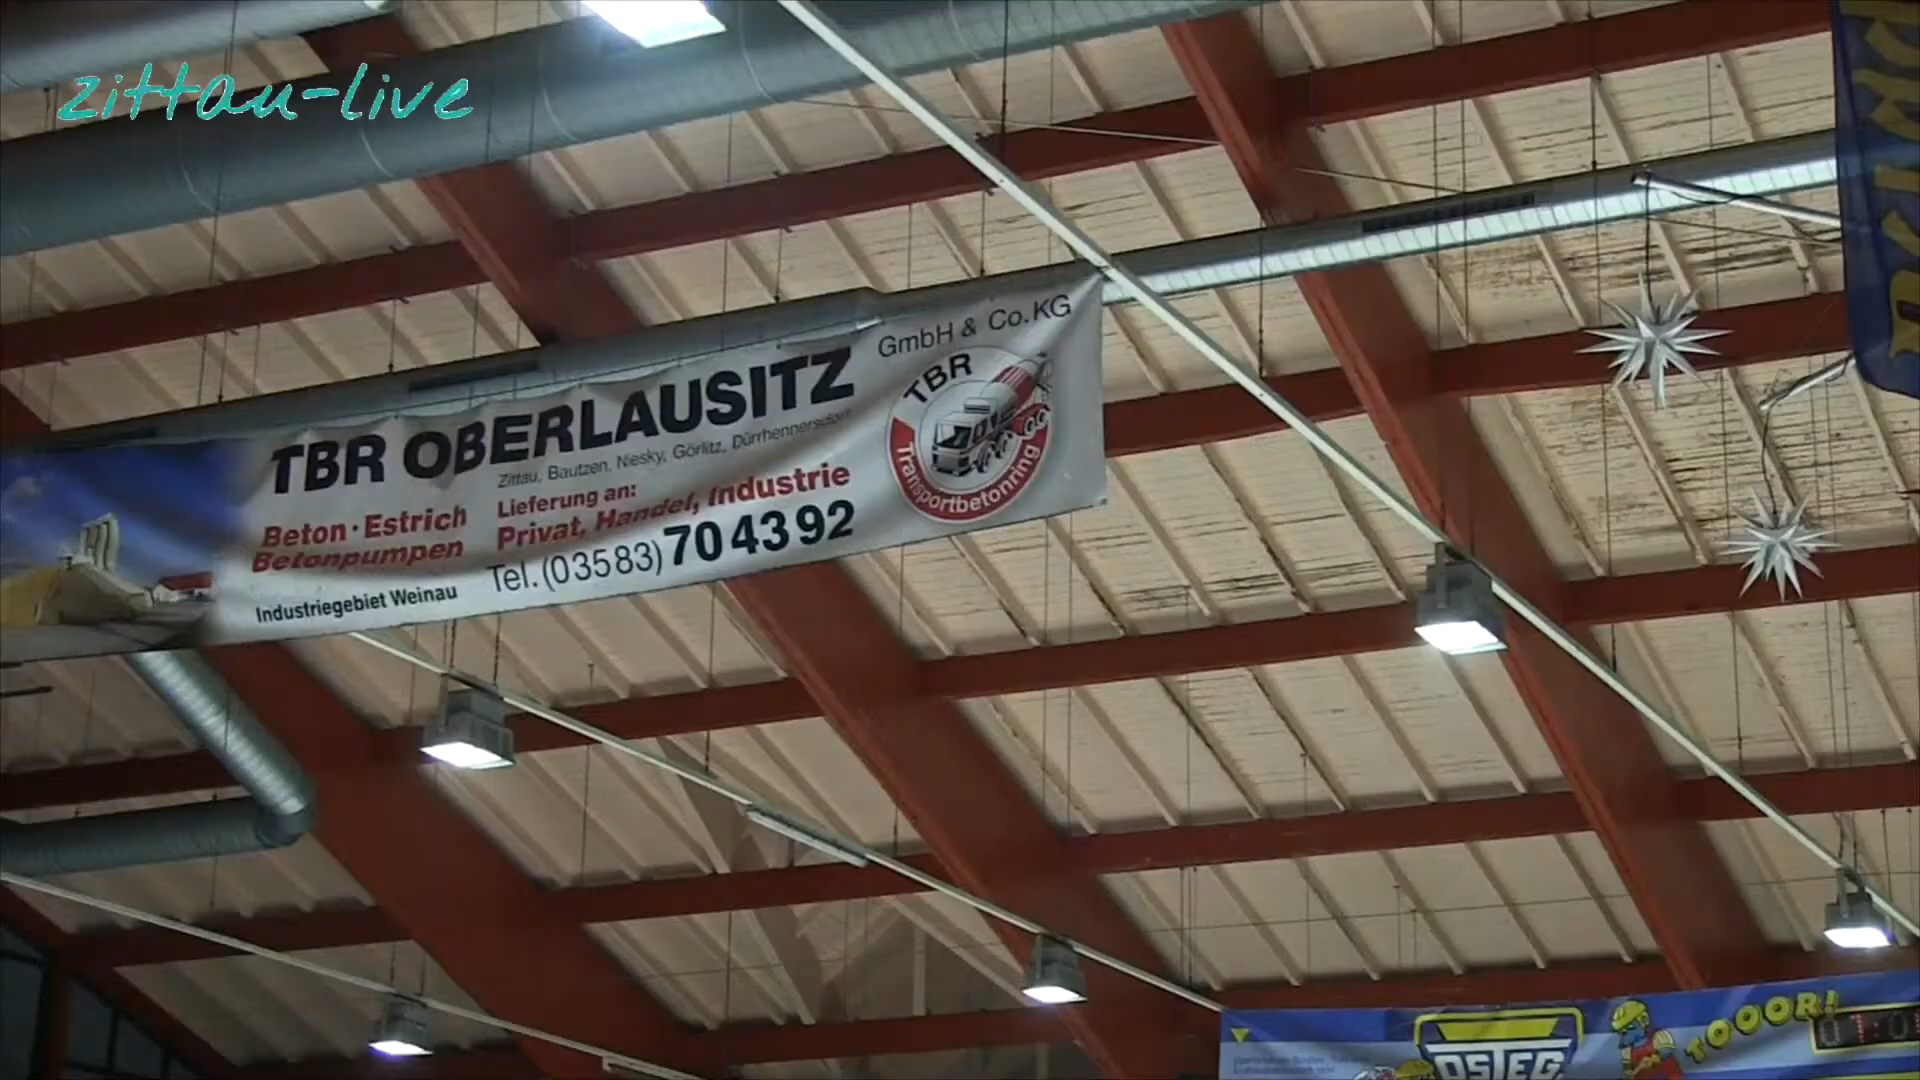 zittau-live
TBR OBERLAUSITZ GmbH & Co.KG
Zittau, Bautzen, Niesky, Görlitz, Dürrhennersdorf
Beton · Estrich
Betonpumpen
Industriegebiet Weinau
Lieferung an:
Privat, Handel, Industrie
Tel. (03583) 70 43 92
TBR
Transportbetonring
OSTEG
TOOOR!